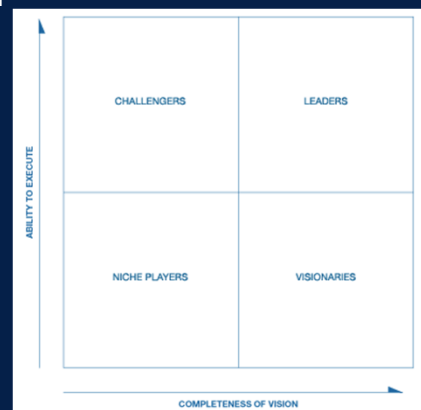 CHALLENGERS
LEADERS
ABILITY TO EXECUTE
NICHE PLAYERS
VISIONARIES
COMPLETENESS OF VISION